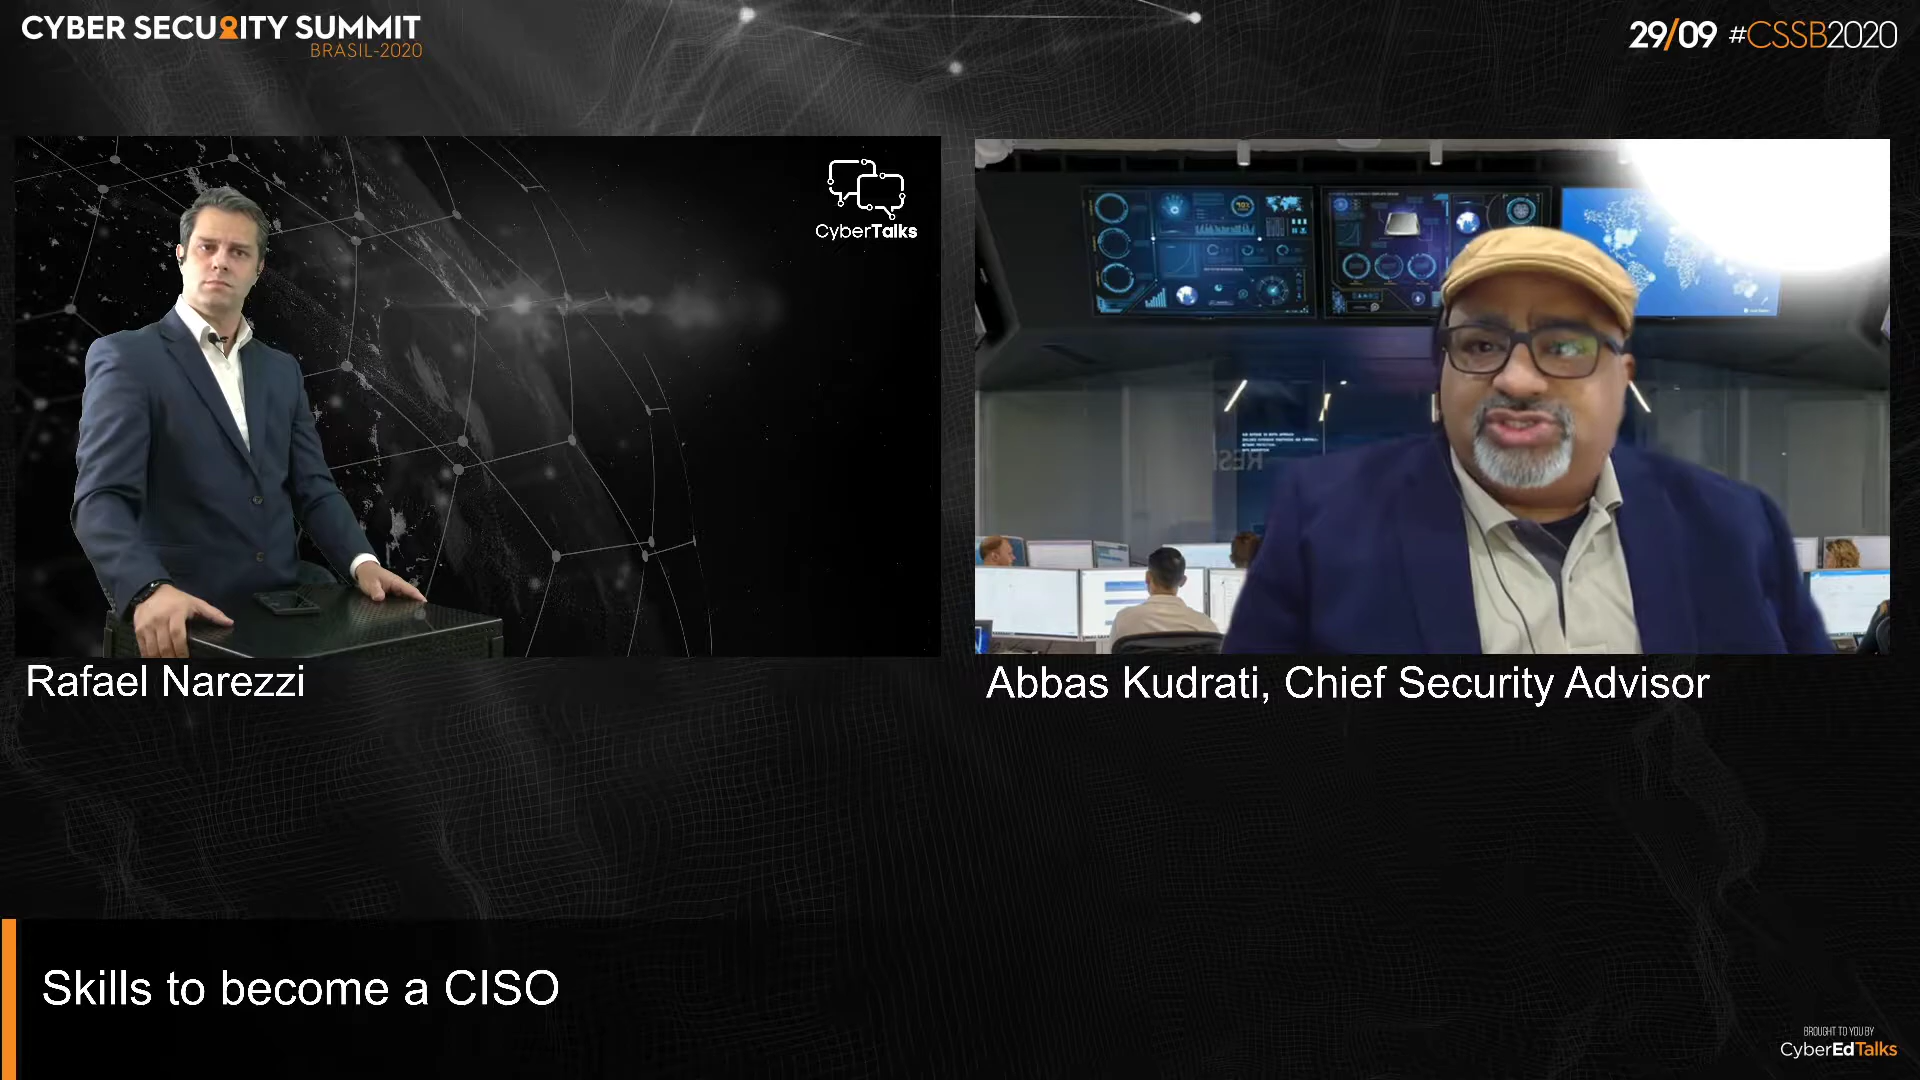 CYBER SECURITY SUMMIT
BRASIL-2020
29/09 #CSSB2020
CyberTalks
Rafael Narezzi
Abbas Kudrati, Chief Security Advisor
Skills to become a CISO
BROUGHT TO YOU BY
CyberEdTalks